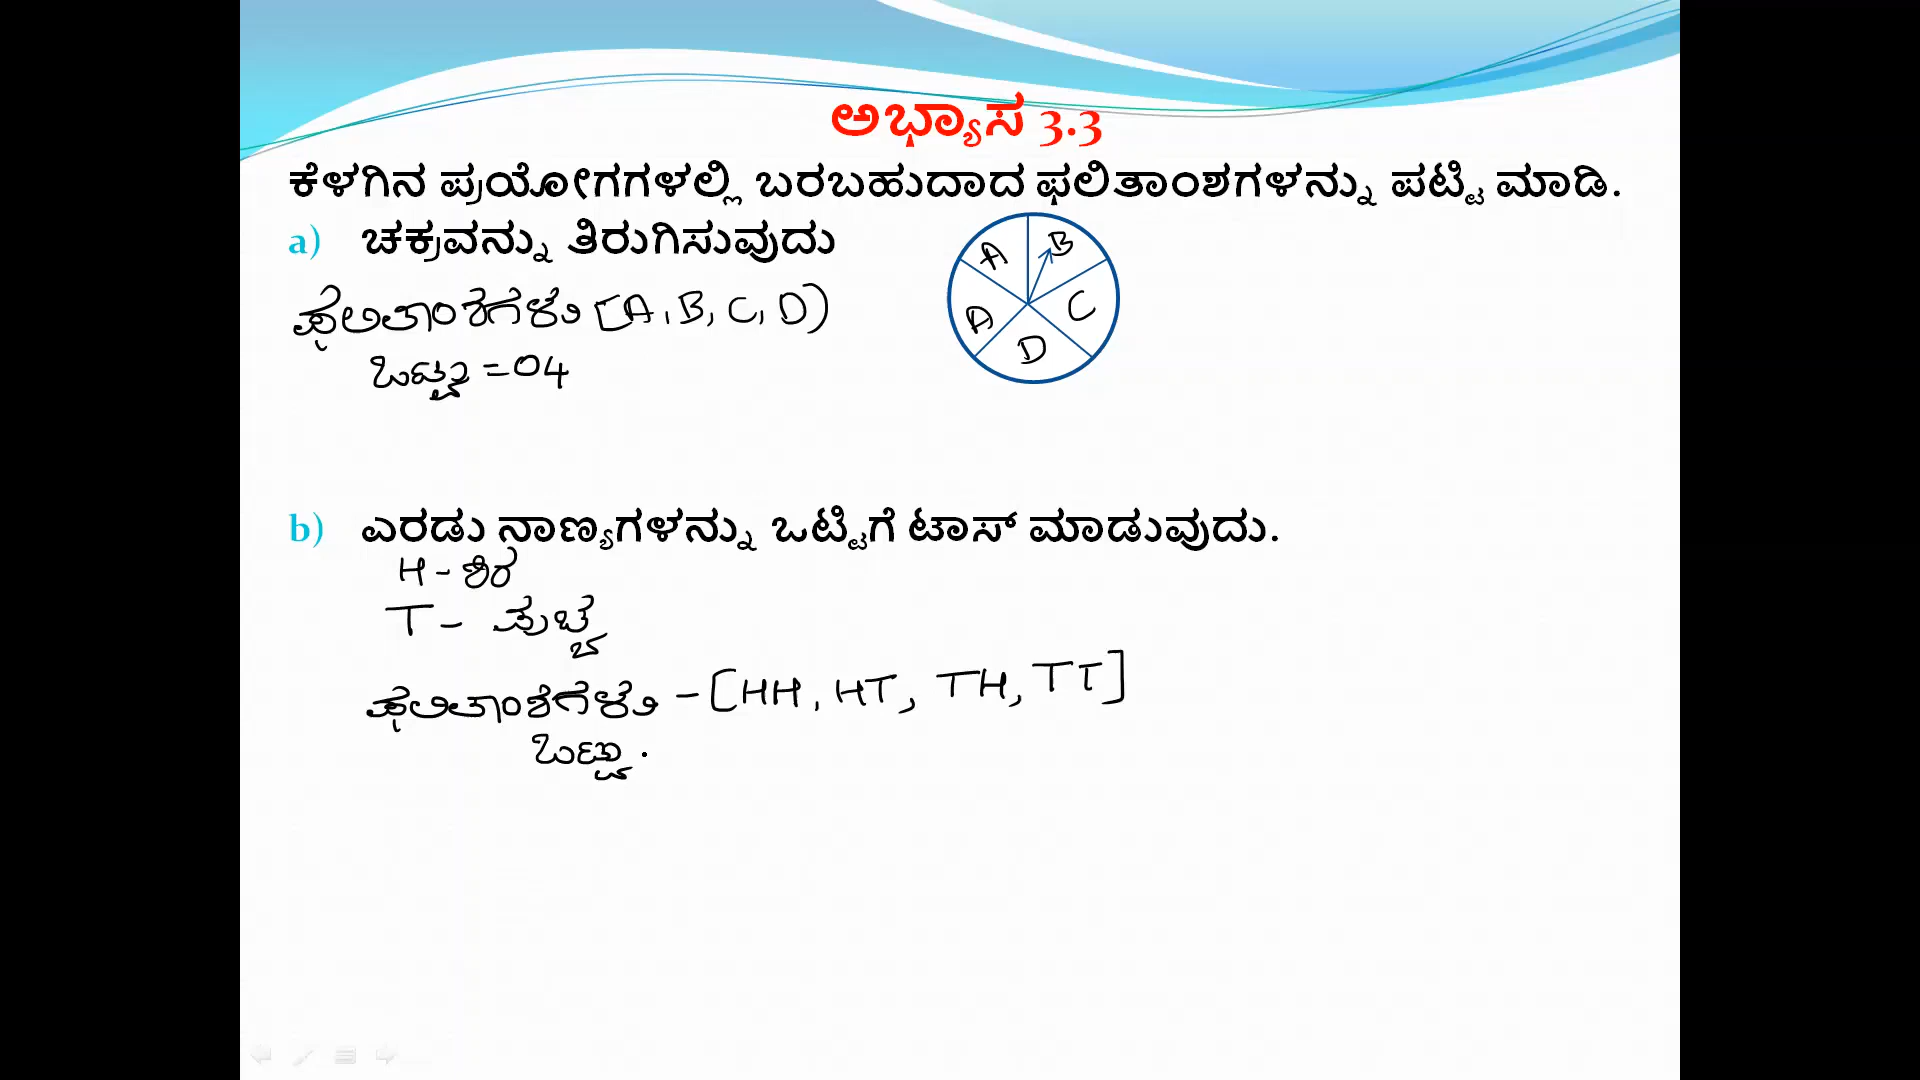 ಅಭ್ಯಾಸ 3.3
ಕೆಳಗಿನ ಪ್ರಯೋಗಗಳಲ್ಲಿ ಬರಬಹುದಾದ ಫಲಿತಾಂಶಗಳನ್ನು ಪಟ್ಟಿ ಮಾಡಿ.
a) ಚಕ್ರವನ್ನು ತಿರುಗಿಸುವುದು
A B
A C
D
ಫಲಿತಾಂಶಗಳು [A, B, C, D)
ಒಟ್ಟು = 04
b) ಎರಡು ನಾಣ್ಯಗಳನ್ನು ಒಟ್ಟಿಗೆ ಟಾಸ್ ಮಾಡುವುದು.
H - ಶಿರ
T - ಪುಚ್ಛ
ಫಲಿತಾಂಶಗಳು - [HH, HT, TH, TT]
ಒಟ್ಟು